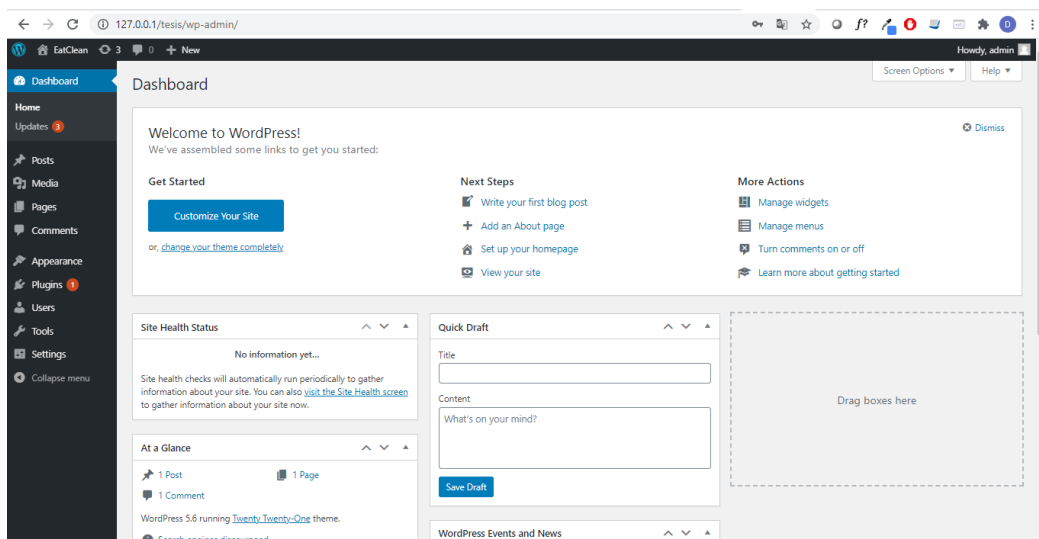 127.0.0.1/tesis/wp-admin/
f?
D
EatClean 3 0 + New
Howdy, admin
Dashboard
Home
Updates 3
Posts
Media
Pages
Comments
Appearance
Plugins 1
Users
Tools
Settings
Collapse menu
Screen Options ▼
Help ▼
Dashboard
Welcome to WordPress!
Dismiss
We've assembled some links to get you started:
Get Started
Customize Your Site
or, change your theme completely
Next Steps
Write your first blog post
Add an About page
Set up your homepage
View your site
More Actions
Manage widgets
Manage menus
Turn comments on or off
Learn more about getting started
Site Health Status
No information yet...
Site health checks will automatically run periodically to gather
information about your site. You can also visit the Site Health screen
to gather information about your site now.
At a Glance
1 Post
1 Page
1 Comment
WordPress 5.6 running Twenty Twenty-One theme.
Search engines discouraged
Quick Draft
Title
Content
What's on your mind?
Save Draft
WordPress Events and News
Drag boxes here